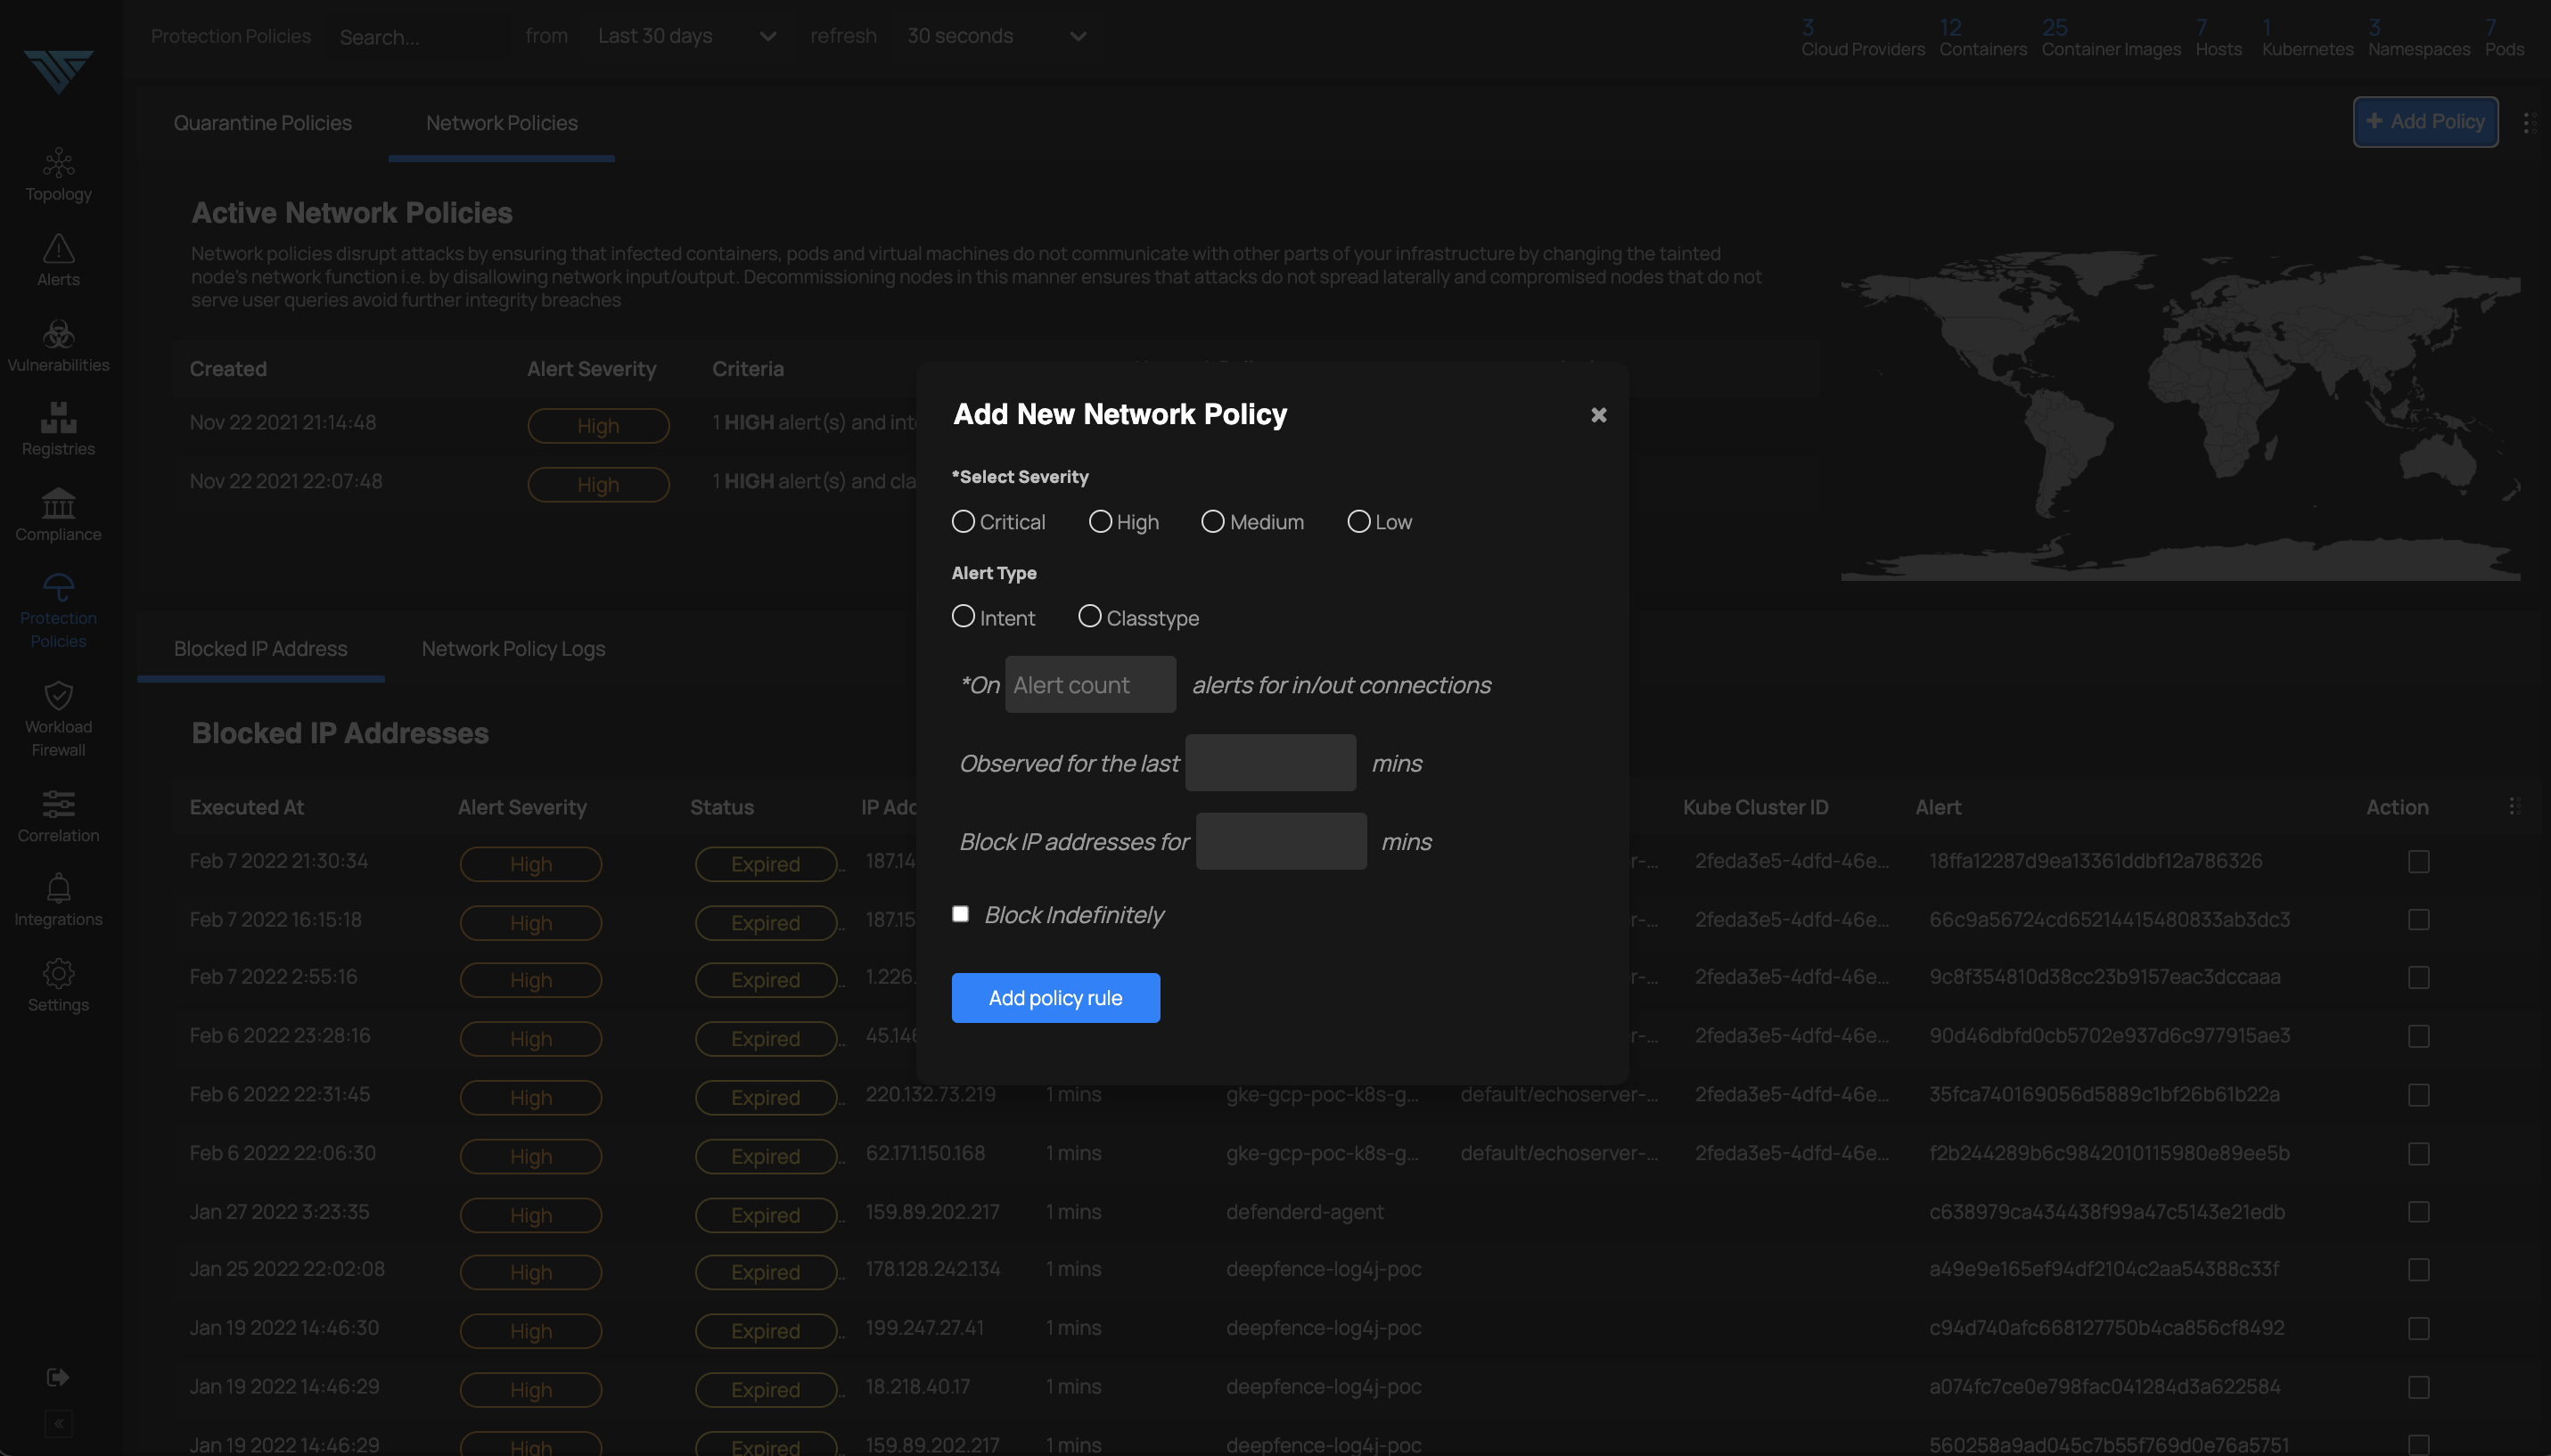 Protection Policies Search... from Last 30 days refresh 30 seconds
3 Cloud Providers
12 Containers
25 Container Images
7 Hosts
1 Kubernetes
3 Namespaces
7 Pods
Topology
Alerts
Vulnerabilities
Registries
Compliance
Protection
Policies
Workload
Firewall
Correlation
Integrations
Settings
Quarantine Policies Network Policies + Add Policy
Active Network Policies
Network policies disrupt attacks by ensuring that infected containers, pods and virtual machines do not communicate with other parts of your infrastructure by changing the tainted
node's network function i.e. by disallowing network input/output. Decommissioning nodes in this manner ensures that attacks do not spread laterally and compromised nodes that do not
serve user queries avoid further integrity breaches
Created Alert Severity Criteria
Nov 22 2021 21:14:48 High 1 HIGH alert(s) and int
Nov 22 2021 22:07:48 High 1 HIGH alert(s) and cla
Add New Network Policy
*Select Severity
Critical High Medium Low
Alert Type
Intent Classtype
*On Alert count alerts for in/out connections
Observed for the last mins
Block IP addresses for mins
Block Indefinitely
Add policy rule
Blocked IP Address Network Policy Logs
Blocked IP Addresses
Executed At Alert Severity Status IP Add Kube Cluster ID Alert Action
Feb 7 2022 21:30:34 High Expired .. 187.14 r-... 2feda3e5-4dfd-46e... 18ffa12287d9ea13361ddbf12a786326
Feb 7 2022 16:15:18 High Expired .. 187.15 r-... 2feda3e5-4dfd-46e... 66c9a56724cd65214415480833ab3dc3
Feb 7 2022 2:55:16 High Expired .. 1.226. r-... 2feda3e5-4dfd-46e... 9c8f354810d38cc23b9157eac3dccaaa
Feb 6 2022 23:28:16 High Expired .. 45.146 r-... 2feda3e5-4dfd-46e... 90d46dbfd0cb5702e937d6c977915ae3
Feb 6 2022 22:31:45 High Expired .. 220.132.73.219 1 mins gke-gcp-poc-k8s-g... default/echoserver-... 2feda3e5-4dfd-46e... 35fca740169056d5889c1bf26b61b22a
Feb 6 2022 22:06:30 High Expired .. 62.171.150.168 1 mins gke-gcp-poc-k8s-g... default/echoserver-... 2feda3e5-4dfd-46e... f2b244289b6c9842010115980e89ee5b
Jan 27 2022 3:23:35 High Expired .. 159.89.202.217 1 mins defenderd-agent c638979ca434438f99a47c5143e21edb
Jan 25 2022 22:02:08 High Expired .. 178.128.242.134 1 mins deepfence-log4j-poc a49e9e165ef94df2104c2aa54388c33f
Jan 19 2022 14:46:30 High Expired .. 199.247.27.41 1 mins deepfence-log4j-poc c94d740afc668127750b4ca856cf8492
Jan 19 2022 14:46:29 High Expired .. 18.218.40.17 1 mins deepfence-log4j-poc a074fc7ce0e798fac041284d3a622584
Jan 19 2022 14:46:29 High Expired .. 159.89.202.217 1 mins deepfence-log4j-poc 560258a9ad045c7b55f769d0e76a5751